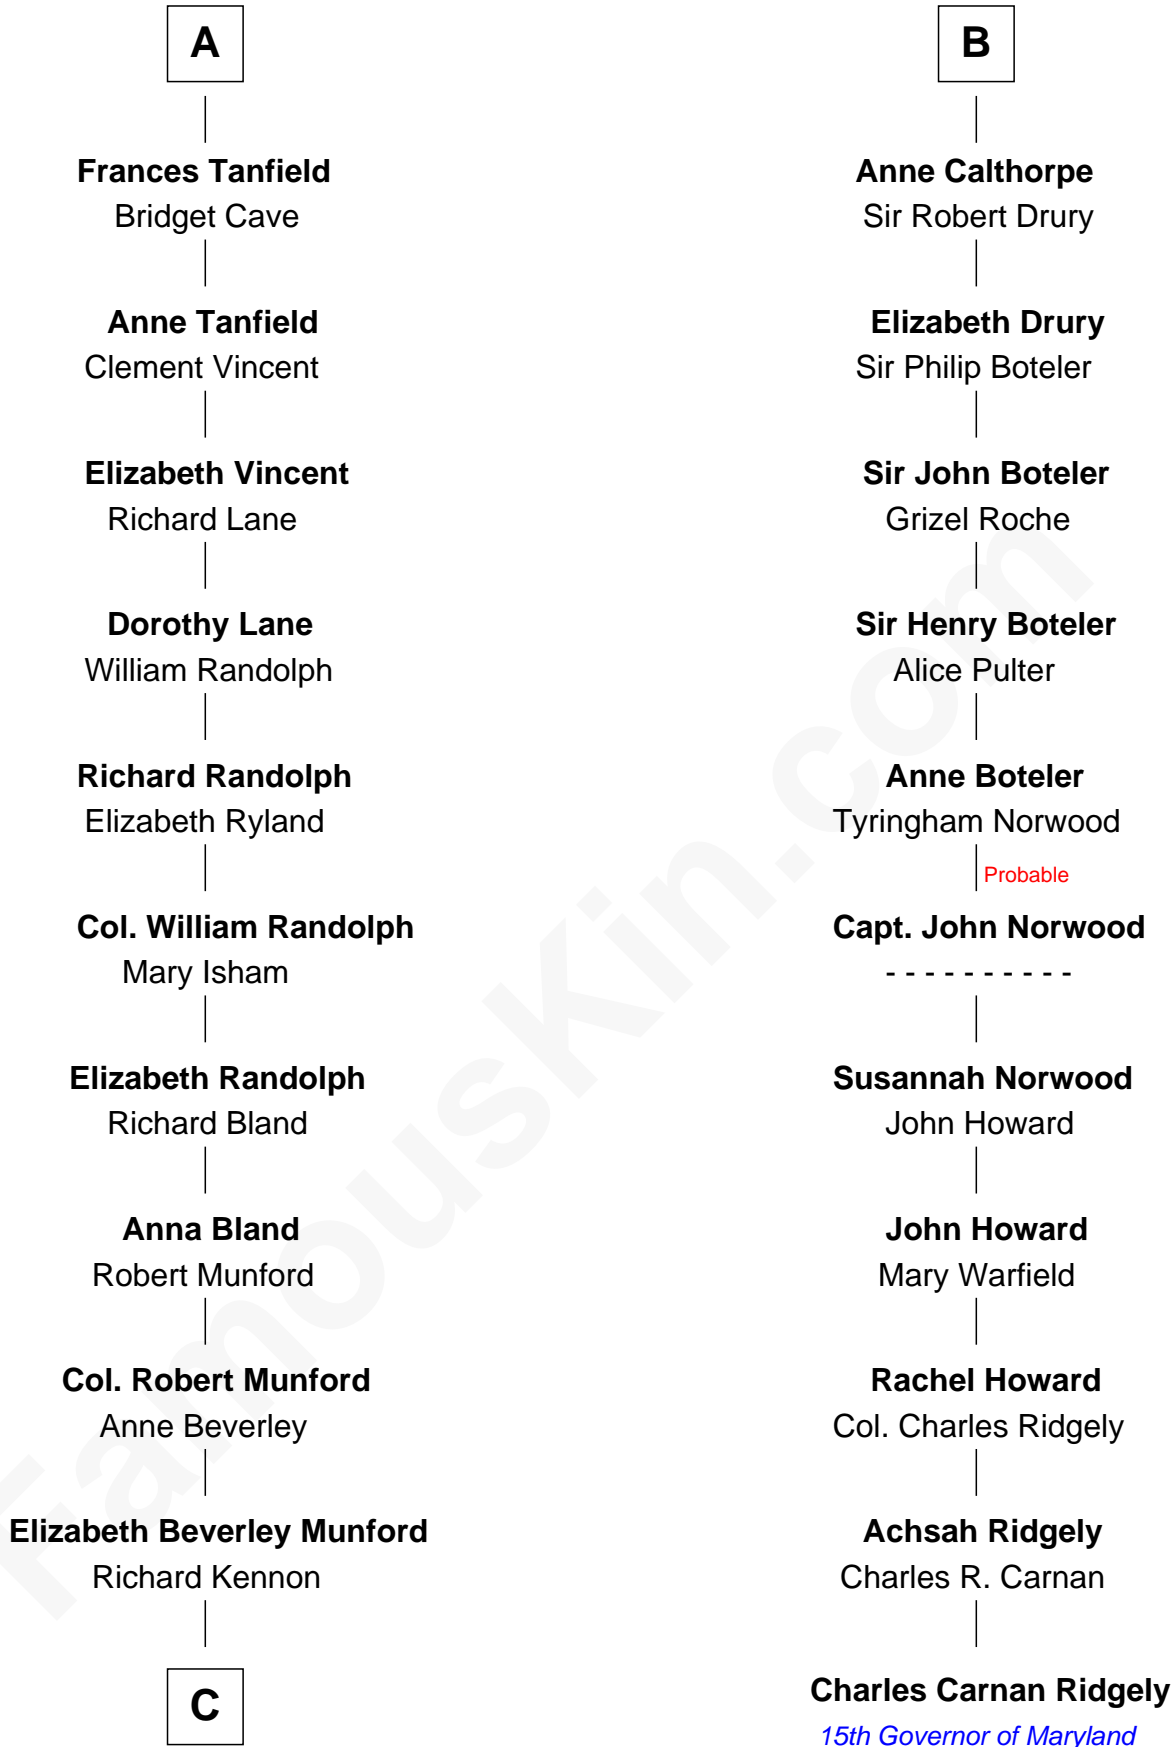 A
Frances Tanfield
Bridget Cave
Anne Tanfield
Clement Vincent
Elizabeth Vincent
Richard Lane
Dorothy Lane
William Randolph
Richard Randolph
Elizabeth Ryland
Col. William Randolph
Mary Isham
Elizabeth Randolph
Richard Bland
Anna Bland
Robert Munford
Col. Robert Munford
Anne Beverley
Elizabeth Beverley Munford
Richard Kennon
C
B
Anne Calthorpe
Sir Robert Drury
Elizabeth Drury
Sir Philip Boteler
Sir John Boteler
Grizel Roche
Sir Henry Boteler
Alice Pulter
Anne Boteler
Tyringham Norwood
Probable
Capt. John Norwood
- - - - - - - - - -
Susannah Norwood
John Howard
John Howard
Mary Warfield
Rachel Howard
Col. Charles Ridgely
Achsah Ridgely
Charles R. Carnan
Charles Carnan Ridgely
15th Governor of Maryland
FamousKin.com